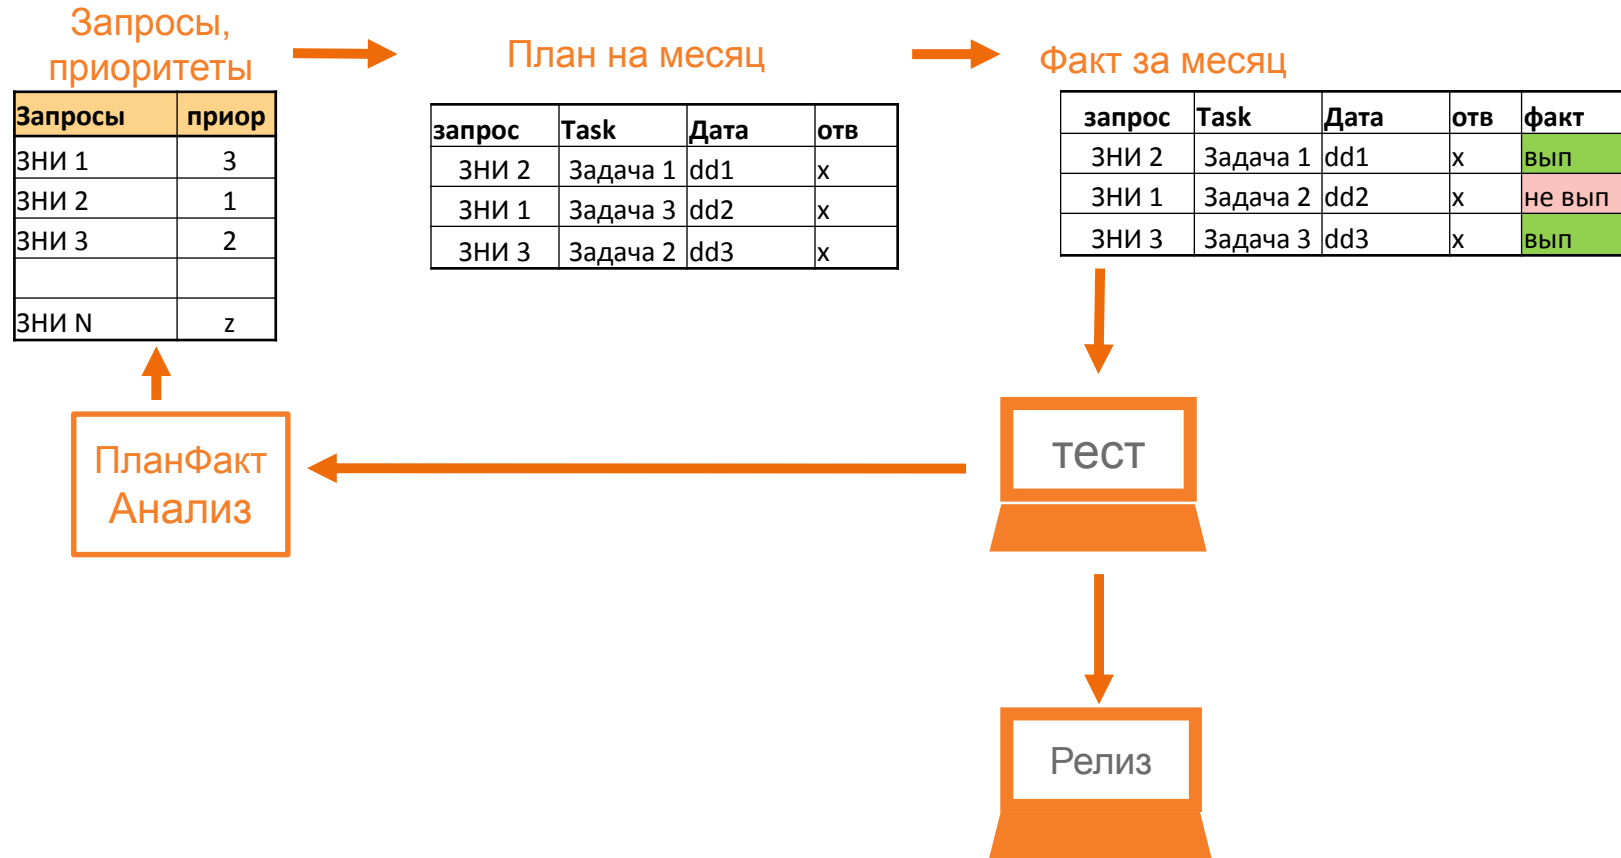 Запросы,
приоритеты
План на месяц
Факт за месяц
Запросы приор
ЗНИ 1 3
ЗНИ 2 1
ЗНИ 3 2
ЗНИ N z
запрос Task Дата отв
ЗНИ 2 Задача 1 dd1 x
ЗНИ 1 Задача 3 dd2 x
ЗНИ 3 Задача 2 dd3 x
запрос Task Дата отв факт
ЗНИ 2 Задача 1 dd1 x вып
ЗНИ 1 Задача 2 dd2 x не вып
ЗНИ 3 Задача 3 dd3 x вып
ПланФакт
Анализ
тест
Релиз